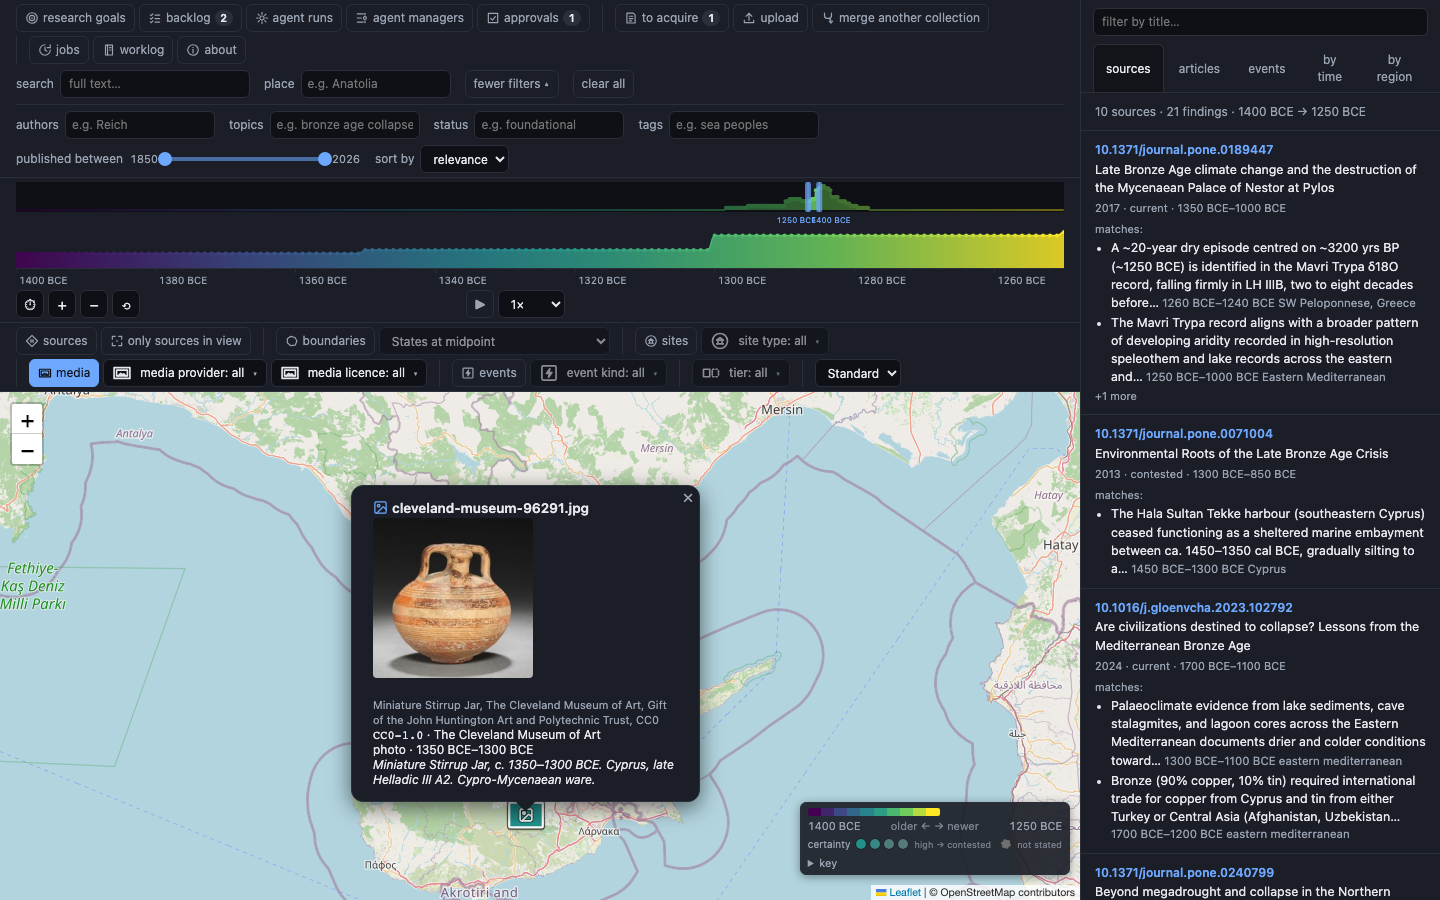 research goals
backlog 2
agent runs
agent managers
approvals 1
to acquire 1
upload
merge another collection
jobs
worklog
about
search full text...
place e.g. Anatolia
fewer filters ▴
clear all
authors e.g. Reich
topics e.g. bronze age collapse
status e.g. foundational
tags e.g. sea peoples
published between 1850 2026
sort by relevance
1400 BCE 1380 BCE 1360 BCE 1340 BCE 1320 BCE 1300 BCE 1280 BCE 1260 BCE
+ −
1×
sources
only sources in view
boundaries
States at midpoint
sites
site type: all
media
media provider: all
media licence: all
events
event kind: all
tier: all
Standard
+
−
Antalya
Antalya
Mersin
Mersin
Hatay
Hatay
Fethiye-
Kaş Deniz
Milli Parkı
cleveland-museum-96291.jpg
Miniature Stirrup Jar, The Cleveland Museum of Art, Gift
of the John Huntington Art and Polytechnic Trust, CC0
CC0-1.0 · The Cleveland Museum of Art
photo · 1350 BCE–1300 BCE
Miniature Stirrup Jar, c. 1350–1300 BCE. Cyprus, late
Helladic III A2. Cypro-Mycenaean ware.
محافظة اللاذقية
جبلة
Λάρνακα
Πάφος
Akrotiri and
1400 BCE older ← → newer 1250 BCE
certainty high → contested not stated
▸ key
Leaflet | © OpenStreetMap contributors
filter by title...
sources
articles
events
by
time
by
region
10 sources · 21 findings · 1400 BCE → 1250 BCE
10.1371/journal.pone.0189447
Late Bronze Age climate change and the destruction of
the Mycenaean Palace of Nestor at Pylos
2017 · current · 1350 BCE–1000 BCE
matches:
• A ~20-year dry episode centred on ~3200 yrs BP
(~1250 BCE) is identified in the Mavri Trypa δ18O
record, falling firmly in LH IIIB, two to eight decades
before... 1260 BCE–1240 BCE SW Peloponnese, Greece
• The Mavri Trypa record aligns with a broader pattern
of developing aridity recorded in high-resolution
speleothem and lake records across the eastern
and... 1250 BCE–1000 BCE Eastern Mediterranean
+1 more
10.1371/journal.pone.0071004
Environmental Roots of the Late Bronze Age Crisis
2013 · contested · 1300 BCE–850 BCE
matches:
• The Hala Sultan Tekke harbour (southeastern Cyprus)
ceased functioning as a sheltered marine embayment
between ca. 1450–1350 cal BCE, gradually silting to
a... 1450 BCE–1300 BCE Cyprus
10.1016/j.gloenvcha.2023.102792
Are civilizations destined to collapse? Lessons from the
Mediterranean Bronze Age
2024 · current · 1700 BCE–1100 BCE
matches:
• Palaeoclimate evidence from lake sediments, cave
stalagmites, and lagoon cores across the Eastern
Mediterranean documents drier and colder conditions
toward... 1300 BCE–1100 BCE eastern mediterranean
• Bronze (90% copper, 10% tin) required international
trade for copper from Cyprus and tin from either
Turkey or Central Asia (Afghanistan, Uzbekistan...
1700 BCE–1200 BCE eastern mediterranean
10.1371/journal.pone.0240799
Beyond megadrought and collapse in the Northern